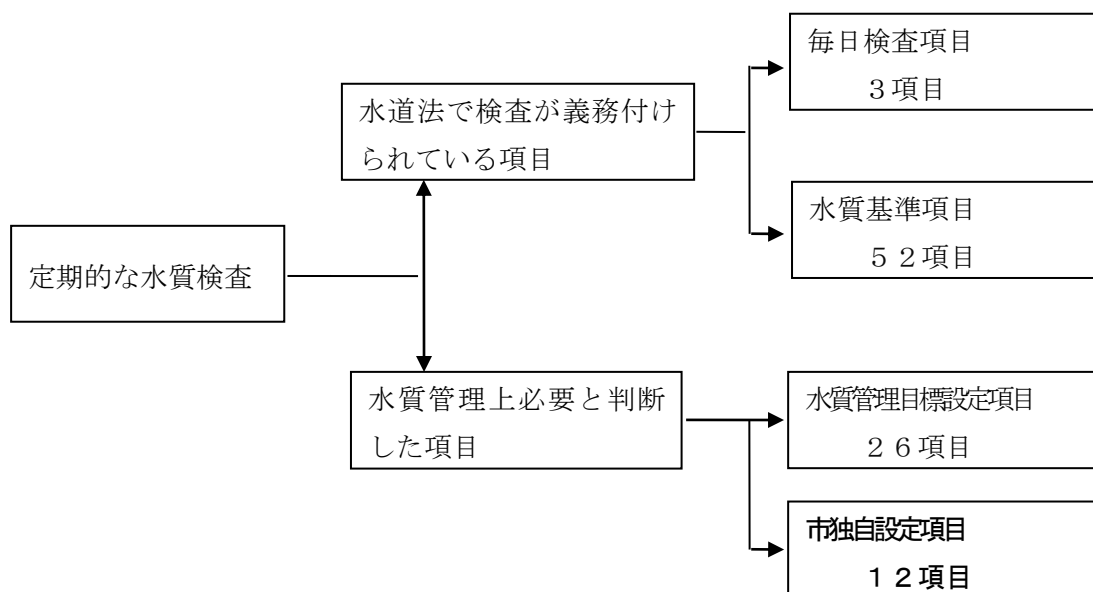 毎日検査項目
３項目
水道法で検査が義務付け
られている項目
水質基準項目
５２項目
定期的な水質検査
水質管理上必要と判断
した項目
水質管理目標設定項目
２６項目
市独自設定項目
１２項目